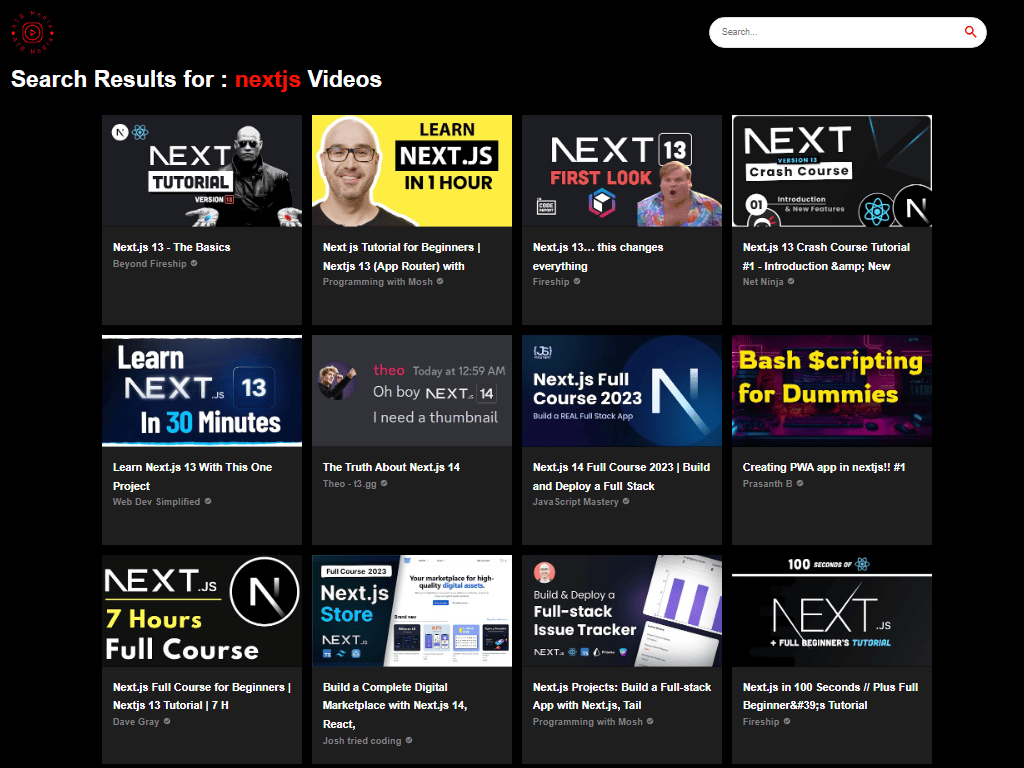 Search...
Search Results for : nextjs Videos
N
NEXT
TUTORIAL
VERSION 13
LEARN
NEXT.JS
IN 1 HOUR
NEXT 13
FIRST LOOK
CODE
REPORT
NEXT
VERSION 13
Crash Course
01
Introduction
& New Features
N
Next.js 13 - The Basics
Beyond Fireship
Next js Tutorial for Beginners |
Nextjs 13 (App Router) with
Programming with Mosh
Next.js 13… this changes
everything
Fireship
Next.js 13 Crash Course Tutorial
#1 - Introduction &amp; New
Net Ninja
Learn
NEXT.JS 13
In 30 Minutes
theo Today at 12:59 AM
Oh boy NEXT.JS 14
I need a thumbnail
{JS}
MASTERY
Next.js Full
Course 2023
Build a REAL Full Stack App
N
Bash $cripting
for Dummies
Learn Next.js 13 With This One
Project
Web Dev Simplified
The Truth About Next.js 14
Theo - t3.gg
Next.js 14 Full Course 2023 | Build
and Deploy a Full Stack
JavaScript Mastery
Creating PWA app in nextjs!! #1
Prasanth B
NEXT.JS
7 Hours
Full Course
N
Full Course 2023
Next.js
Store
NEXT.JS
TS
Your marketplace for high-
quality digital assets.
Brand new
Build & Deploy a
Full-stack
Issue Tracker
NEXT.JS
TS
Prisma
100 SECONDS OF
NEXT.JS
+ FULL BEGINNER'S TUTORIAL
Next.js Full Course for Beginners |
Nextjs 13 Tutorial | 7 H
Dave Gray
Build a Complete Digital
Marketplace with Next.js 14,
React,
Josh tried coding
Next.js Projects: Build a Full-stack
App with Next.js, Tail
Programming with Mosh
Next.js in 100 Seconds // Plus Full
Beginner&#39;s Tutorial
Fireship